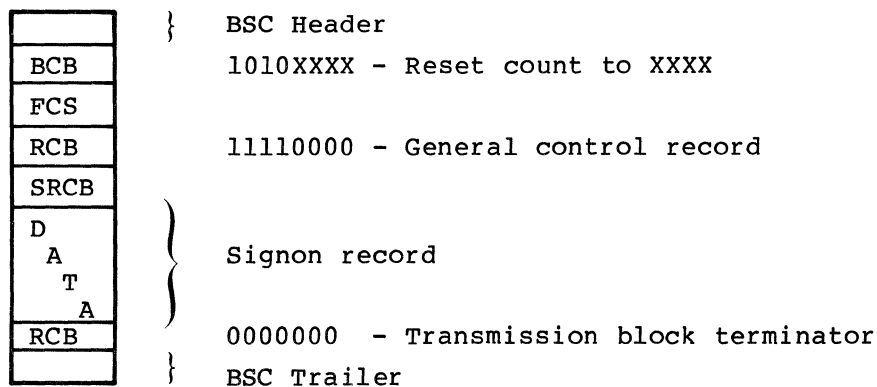 } BSC Header
BCB 1010XXXX - Reset count to XXXX
FCS
RCB 11110000 - General control record
SRCB
D
A } Signon record
T
A
RCB 0000000 - Transmission block terminator
} BSC Trailer